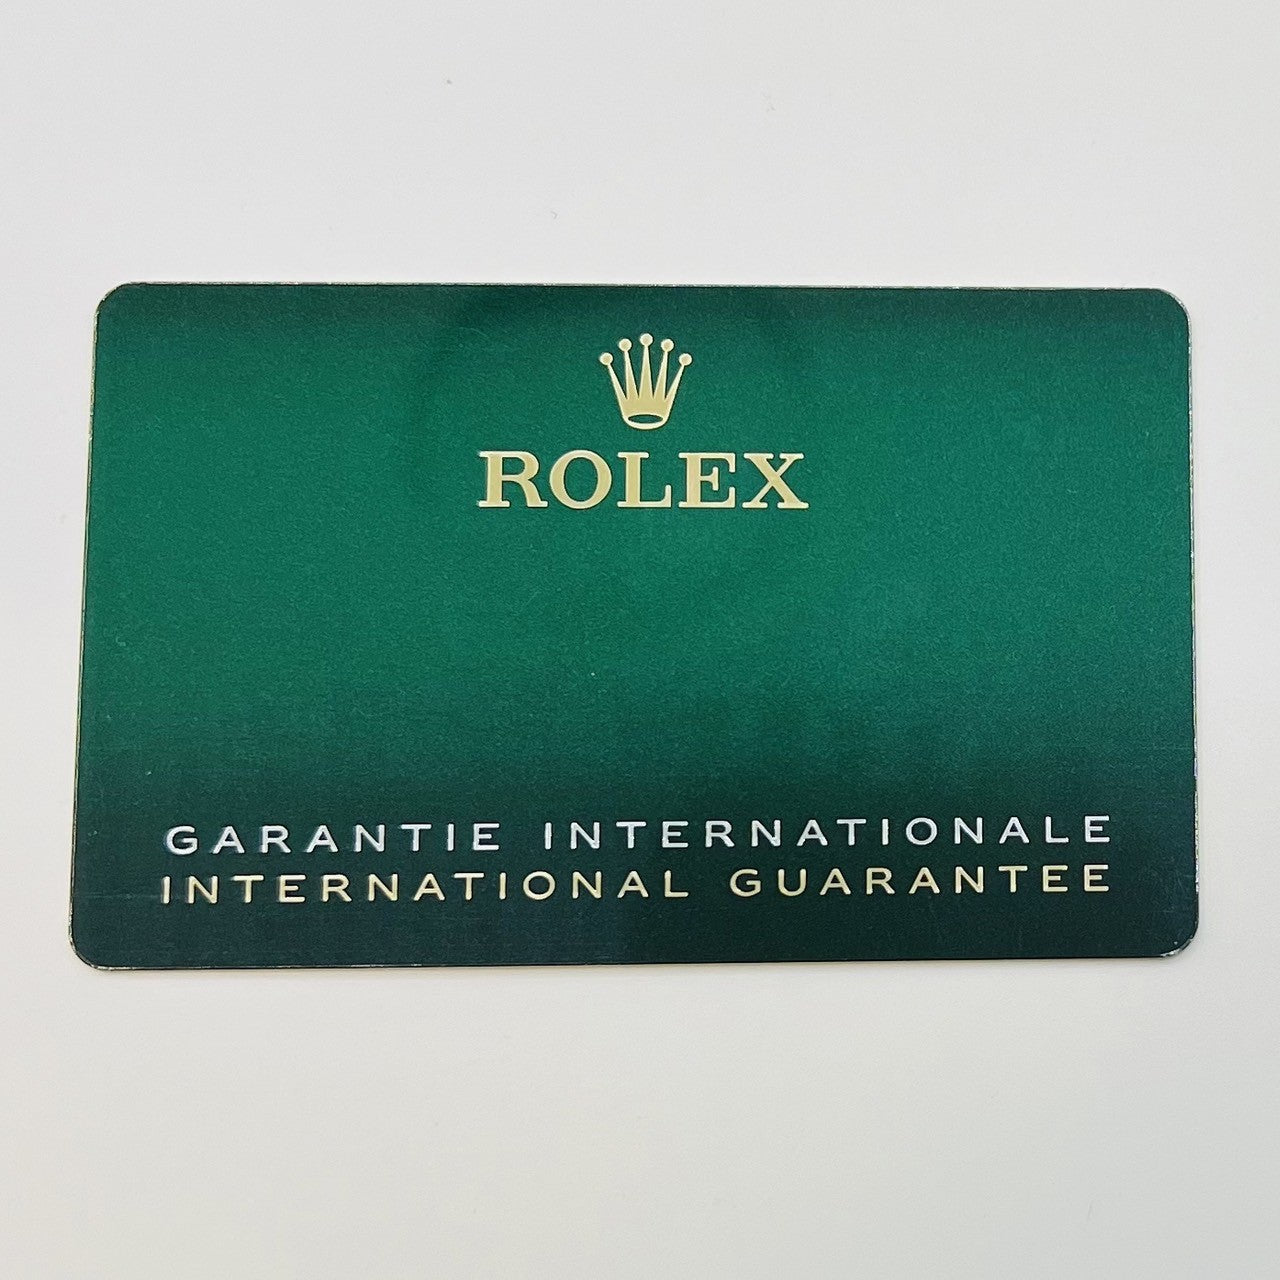 ROLEX
GARANTIE INTERNATIONALE
INTERNATIONAL GUARANTEE